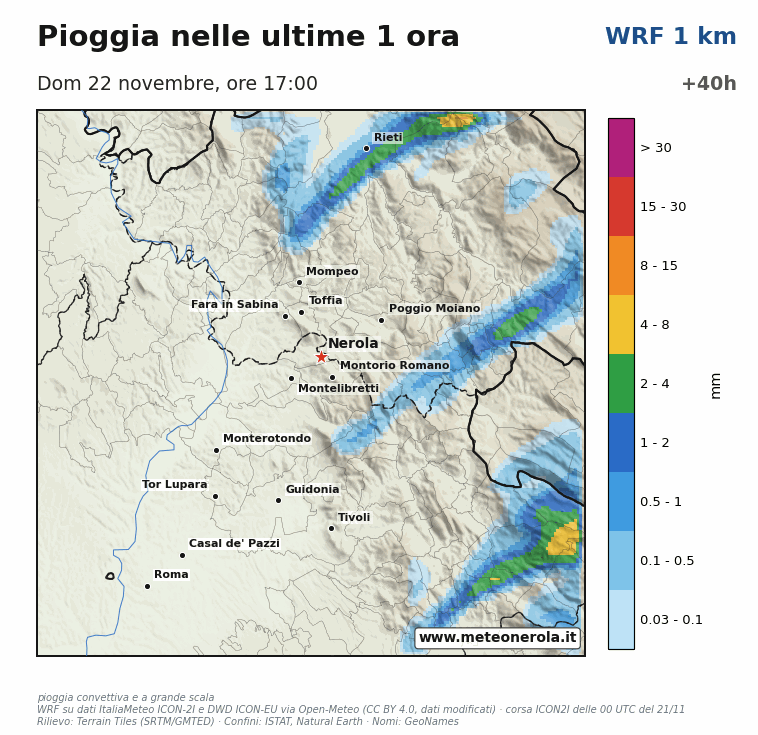 Pioggia nelle ultime 1 ora
WRF 1 km
Dom 22 novembre, ore 17:00
+40h
Rieti
Mompeo
Fara in Sabina
Toffia
Poggio Moiano
Nerola
Montorio Romano
Montelibretti
Monterotondo
Tor Lupara
Guidonia
Tivoli
Casal de' Pazzi
Roma
www.meteonerola.it
> 30
15 - 30
8 - 15
4 - 8
2 - 4
1 - 2
0.5 - 1
0.1 - 0.5
0.03 - 0.1
mm
pioggia convettiva e a grande scala
WRF su dati ItaliaMeteo ICON-2I e DWD ICON-EU via Open-Meteo (CC BY 4.0, dati modificati) · corsa ICON2I delle 00 UTC del 21/11
Rilievo: Terrain Tiles (SRTM/GMTED) · Confini: ISTAT, Natural Earth · Nomi: GeoNames